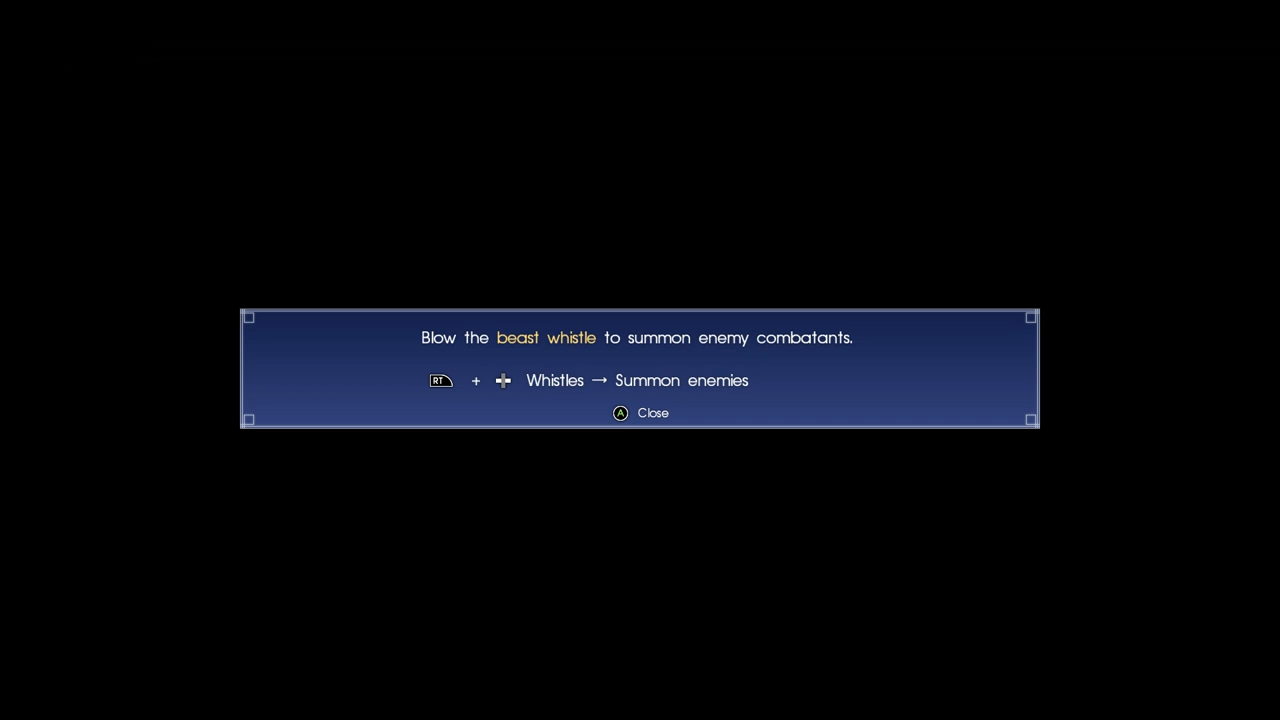 Blow the beast whistle to summon enemy combatants.
RT + Whistles → Summon enemies
A Close